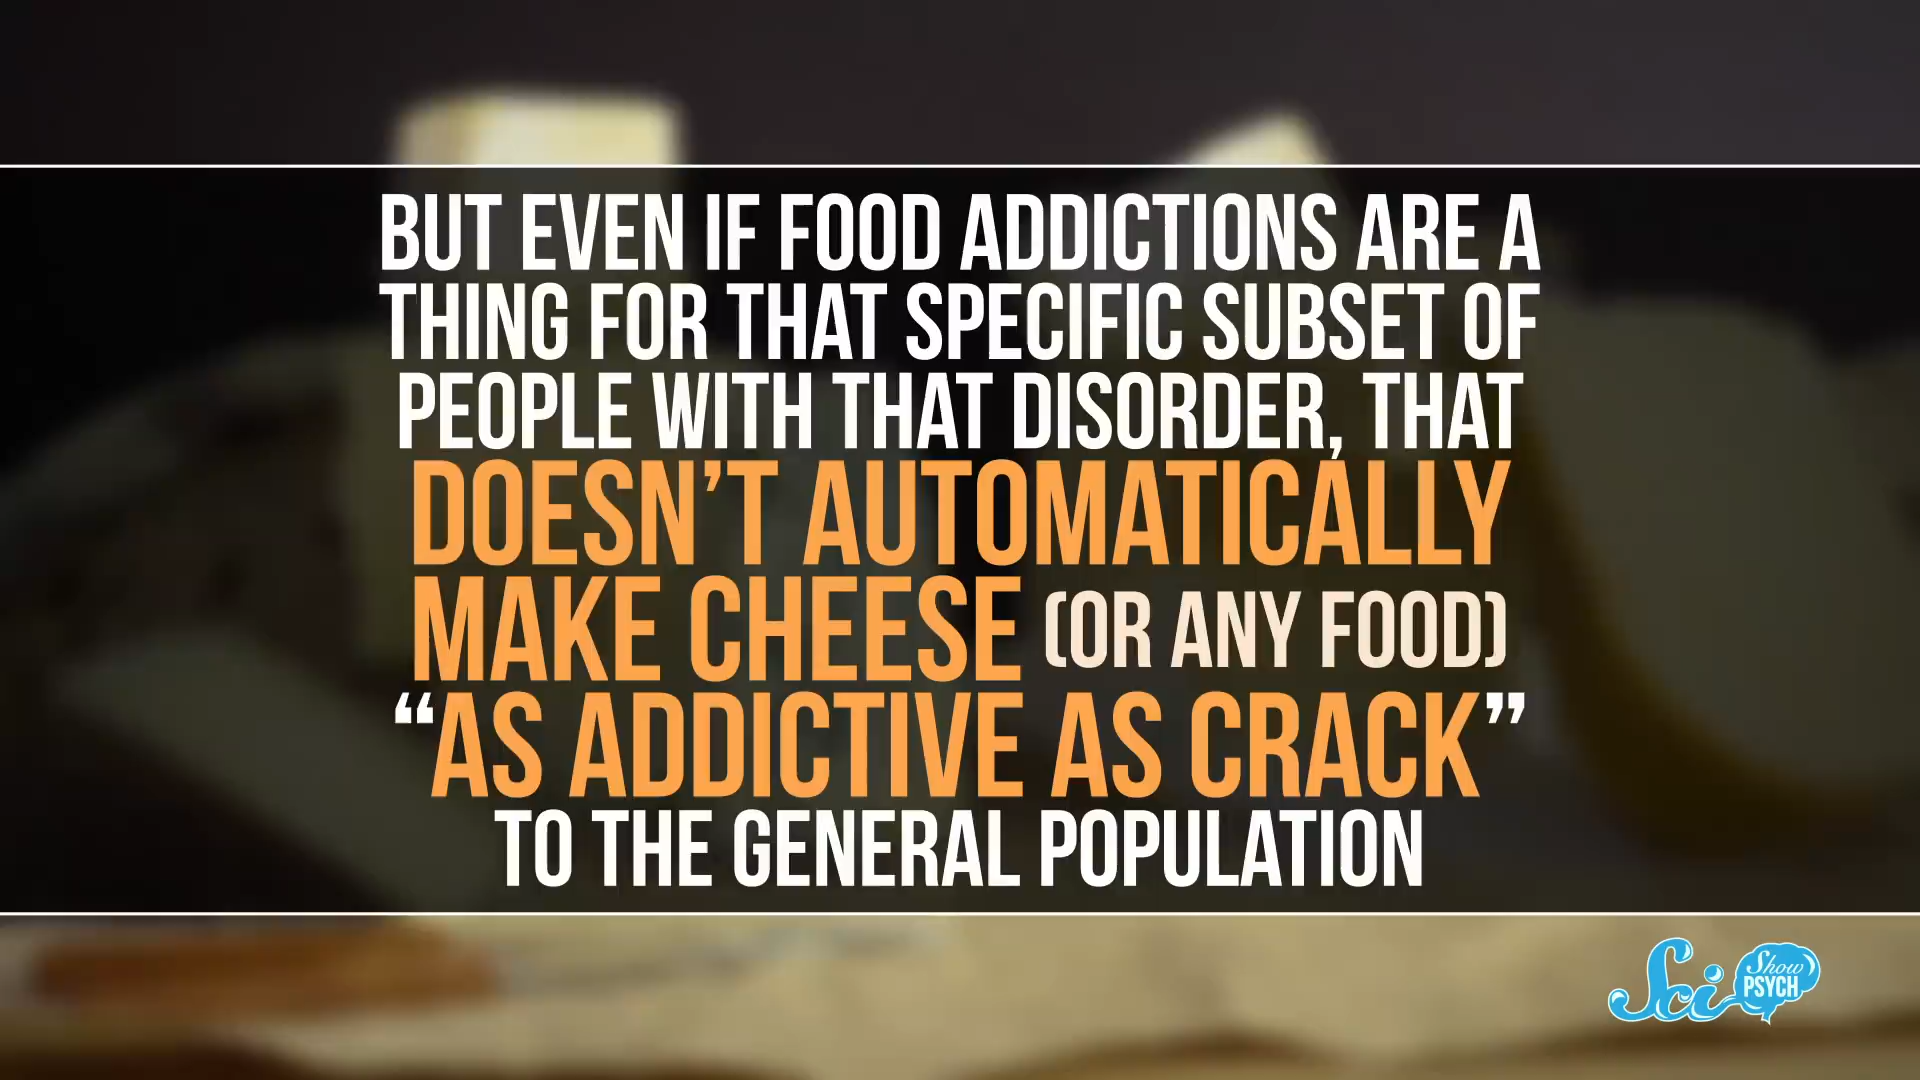 BUT EVEN IF FOOD ADDICTIONS ARE A
THING FOR THAT SPECIFIC SUBSET OF
PEOPLE WITH THAT DISORDER, THAT
DOESN’T AUTOMATICALLY
MAKE CHEESE (OR ANY FOOD)
“AS ADDICTIVE AS CRACK”
TO THE GENERAL POPULATION
Sci Show
PSYCH